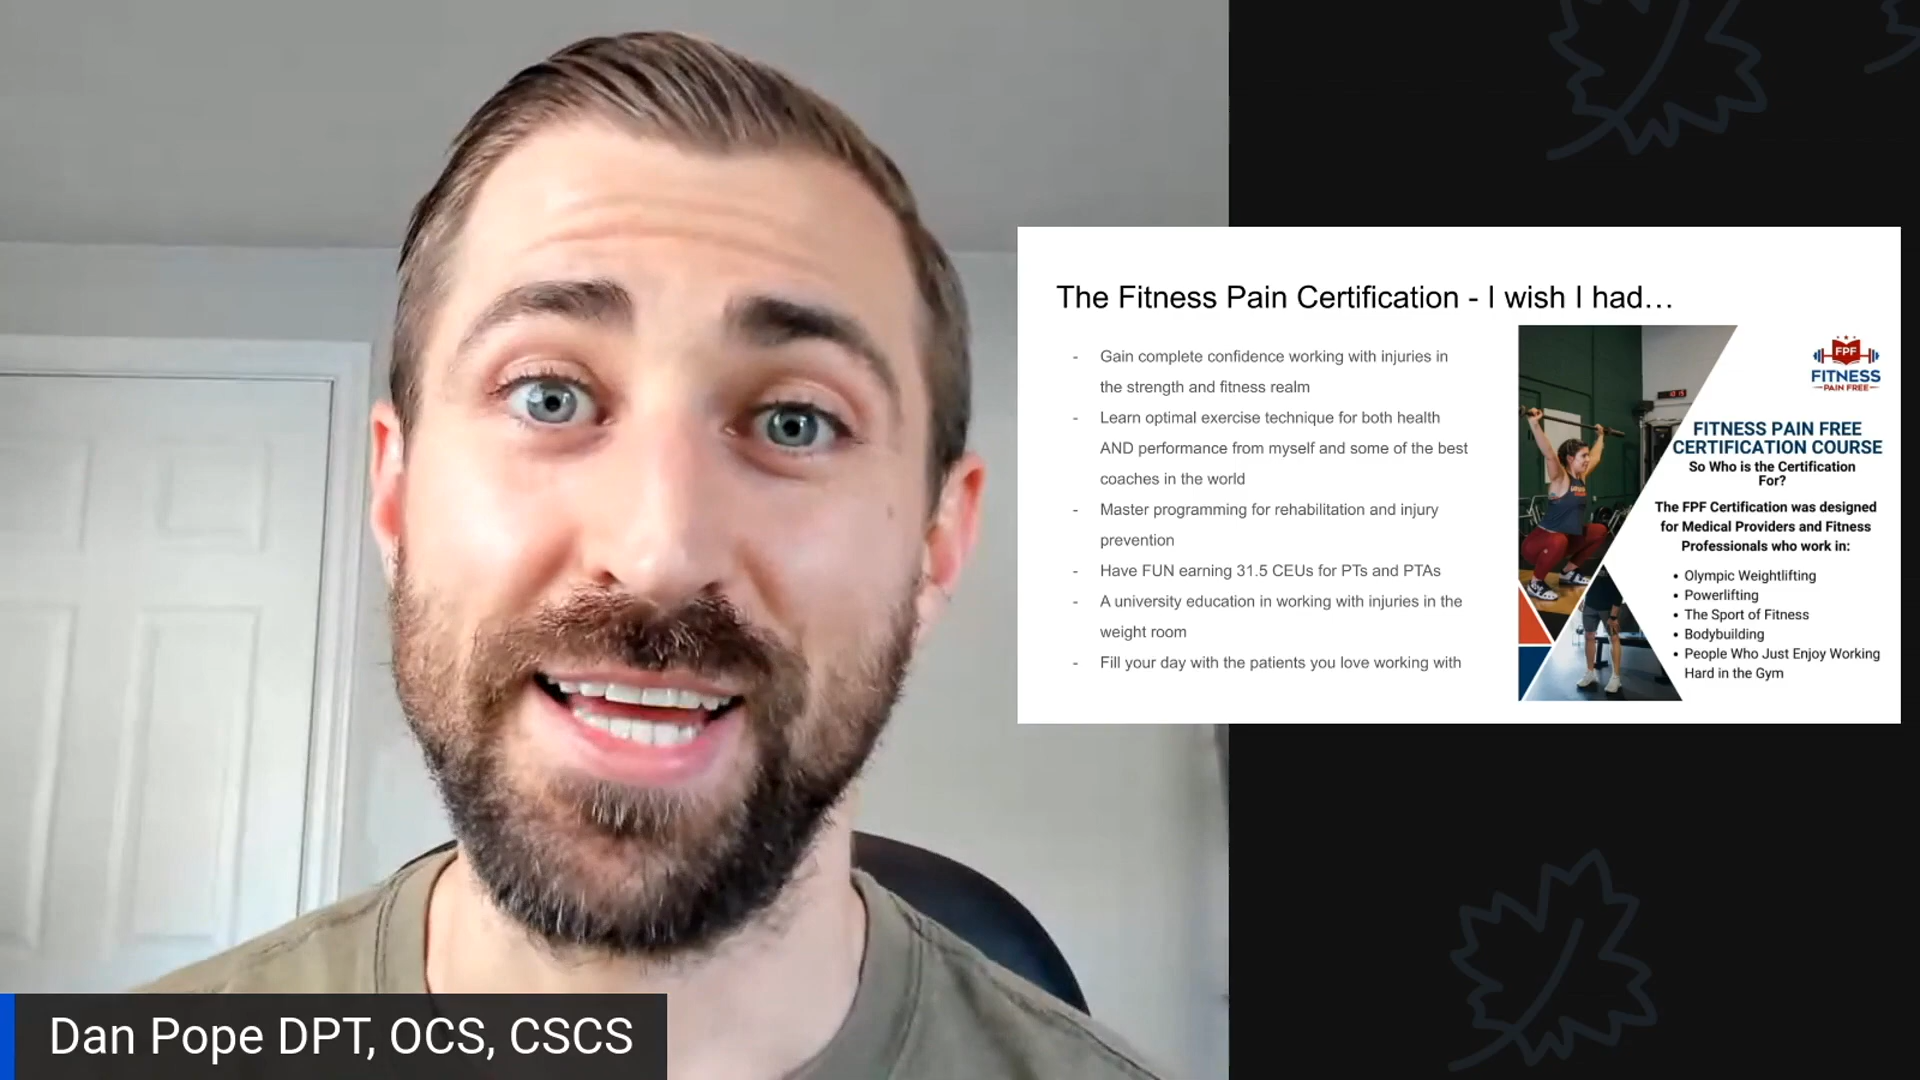 The Fitness Pain Certification - I wish I had…
- Gain complete confidence working with injuries in
the strength and fitness realm
- Learn optimal exercise technique for both health
AND performance from myself and some of the best
coaches in the world
- Master programming for rehabilitation and injury
prevention
- Have FUN earning 31.5 CEUs for PTs and PTAs
- A university education in working with injuries in the
weight room
- Fill your day with the patients you love working with
FPF
FITNESS
PAIN FREE
FITNESS PAIN FREE
CERTIFICATION COURSE
So Who is the Certification
For?
The FPF Certification was designed
for Medical Providers and Fitness
Professionals who work in:
• Olympic Weightlifting
• Powerlifting
• The Sport of Fitness
• Bodybuilding
• People Who Just Enjoy Working
Hard in the Gym
Dan Pope DPT, OCS, CSCS